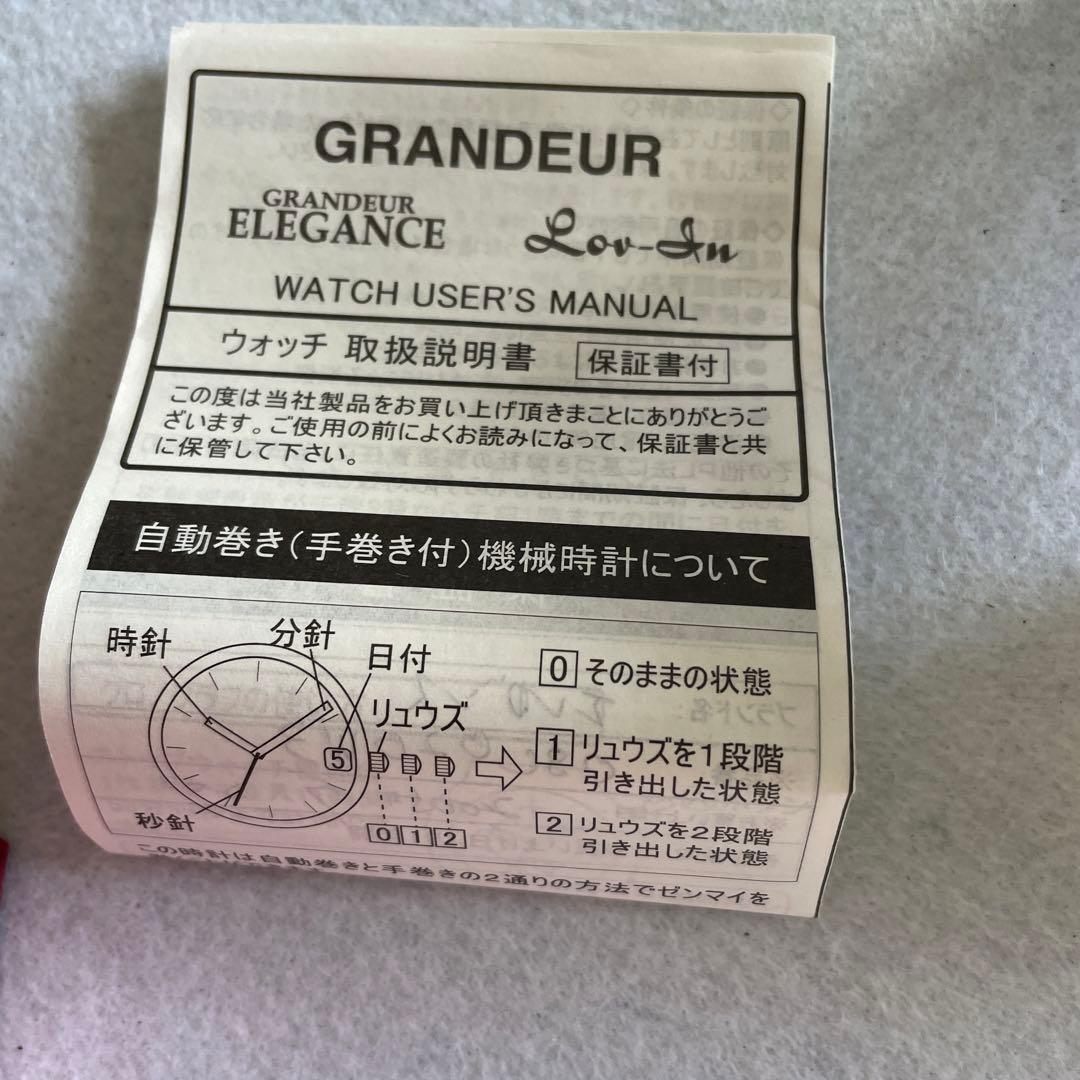 GRANDEUR
GRANDEUR
ELEGANCE
Lov-In
WATCH USER'S MANUAL
ウォッチ 取扱説明書 保証書付
この度は当社製品をお買い上げ頂きまことにありがとうご
ざいます。ご使用の前によくお読みになって、保証書と共
に保管して下さい。
自動巻き(手巻き付)機械時計について
時針
分針
日付
リュウズ
5
秒針
0 1 2
0 そのままの状態
1 リュウズを1段階
引き出した状態
2 リュウズを2段階
引き出した状態
この時計は自動巻きと手巻きの2通りの方法でゼンマイを